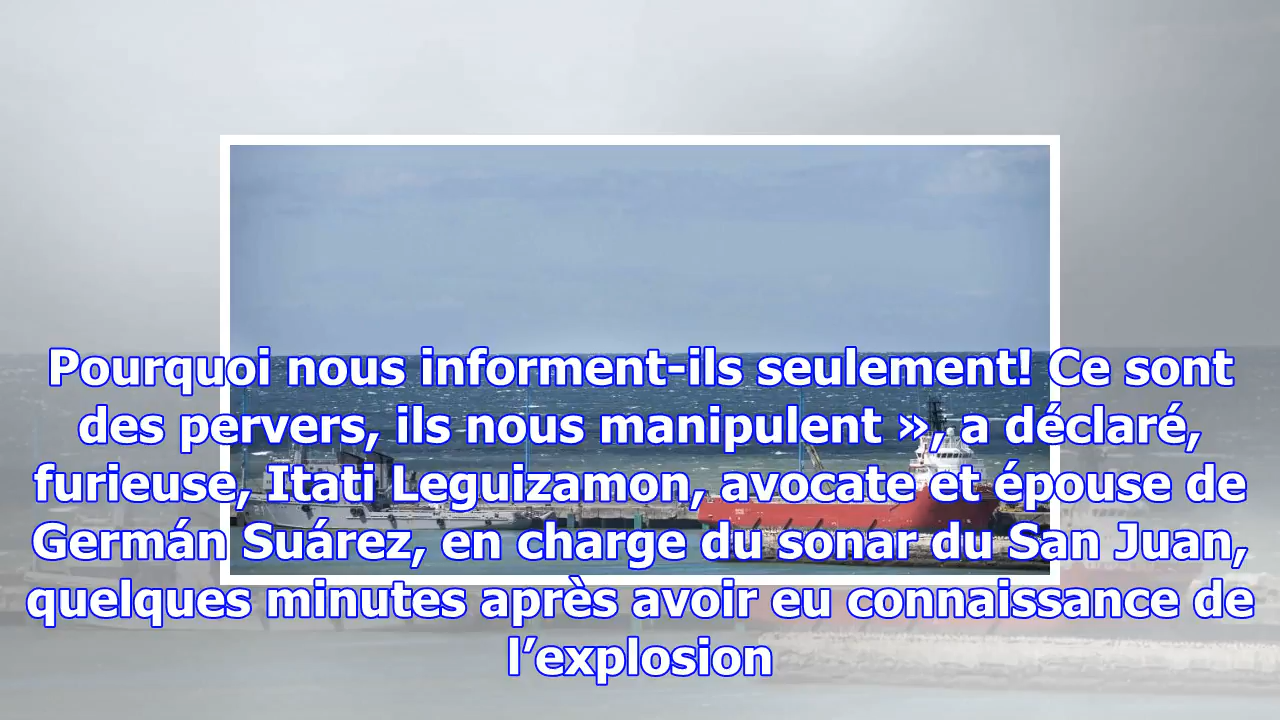 Pourquoi nous informent-ils seulement! Ce sont
des pervers, ils nous manipulent », a déclaré,
furieuse, Itati Leguizamon, avocate et épouse de
Germán Suárez, en charge du sonar du San Juan,
quelques minutes après avoir eu connaissance de
l’explosion